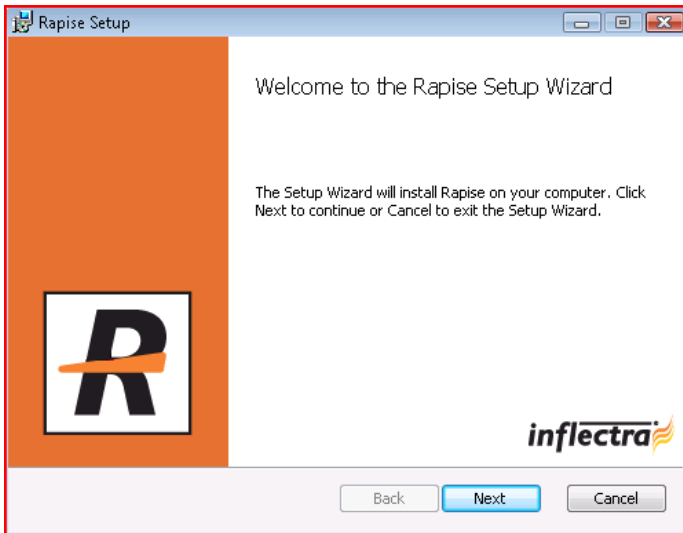 Rapise Setup
Welcome to the Rapise Setup Wizard
The Setup Wizard will install Rapise on your computer. Click
Next to continue or Cancel to exit the Setup Wizard.
R
inflectra
Back
Next
Cancel